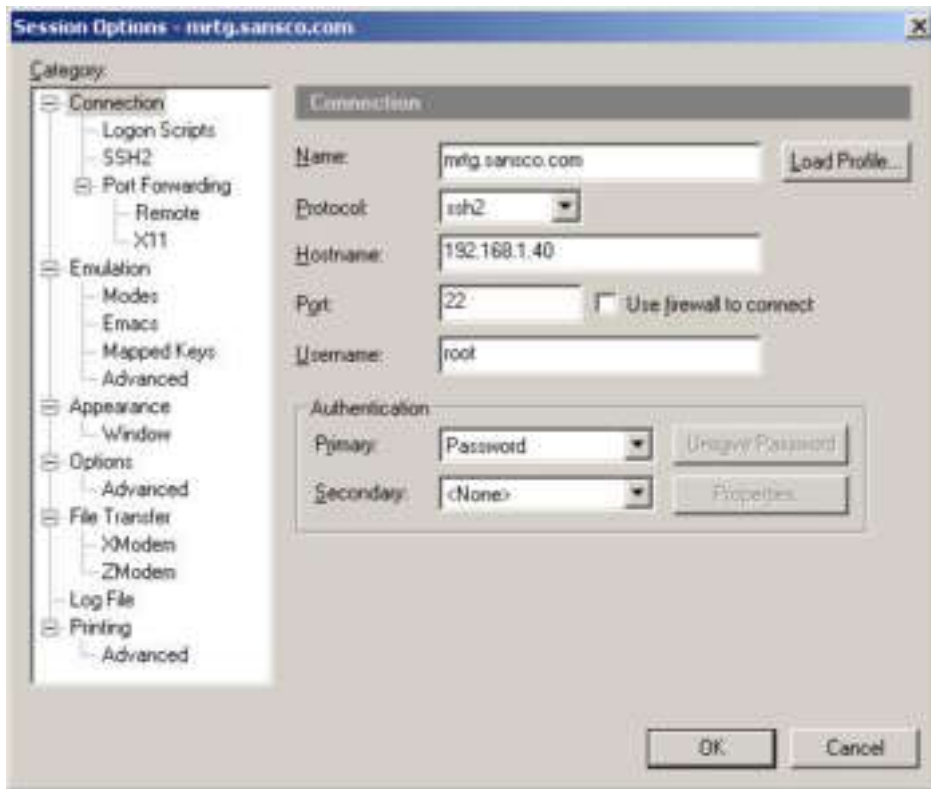 Session Options - mrtg.sansco.com
Category:
Connection
Logon Scripts
SSH2
Port Forwarding
Remote
X11
Emulation
Modes
Emacs
Mapped Keys
Advanced
Appearance
Window
Options
Advanced
File Transfer
XModem
ZModem
Log File
Printing
Advanced
Connection
Name: mrtg.sansco.com Load Profile...
Protocol: ssh2
Hostname: 192.168.1.40
Port: 22 Use firewall to connect
Username: root
Authentication
Primary: Password Unsave Password
Secondary: <None> Properties...
OK Cancel